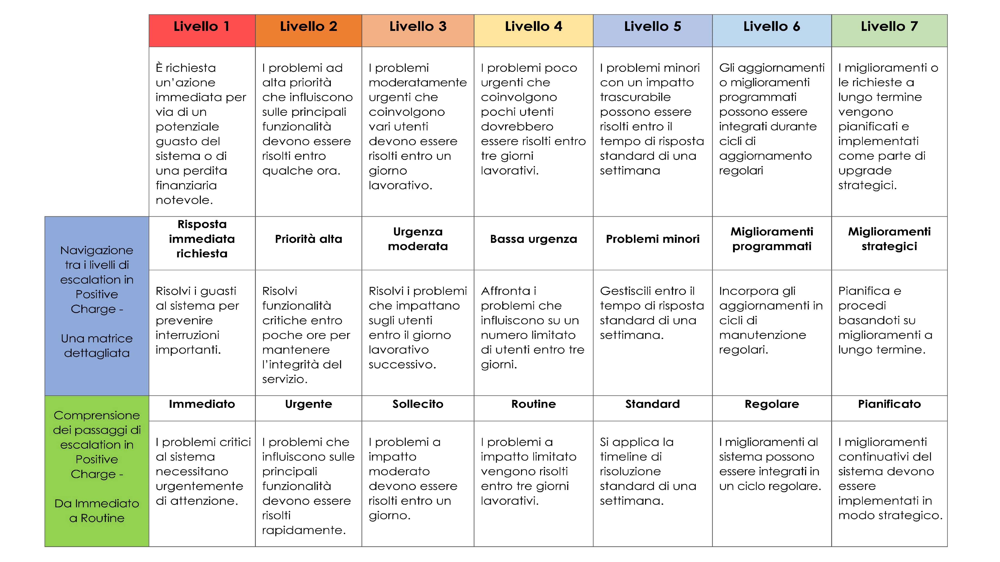 Livello 1
Livello 2
Livello 3
Livello 4
Livello 5
Livello 6
Livello 7
È richiesta
un’azione
immediata per
via di un
potenziale
guasto del
sistema o di
una perdita
finanziaria
notevole.
I problemi ad
alta priorità
che influiscono
sulle principali
funzionalità
devono essere
risolti entro
qualche ora.
I problemi
moderatamente
urgenti che
coinvolgono
vari utenti
devono essere
risolti entro un
giorno
lavorativo.
I problemi poco
urgenti che
coinvolgono
pochi utenti
dovrebbero
essere risolti entro
tre giorni
lavorativi.
I problemi minori
con un impatto
trascurabile
possono essere
risolti entro il
tempo di risposta
standard di una
settimana
Gli aggiornamenti
o miglioramenti
programmati
possono essere
integrati durante
cicli di
aggiornamento
regolari
I miglioramenti o
le richieste a
lungo termine
vengono
pianificati e
implementati
come parte di
upgrade
strategici.
Navigazione
tra i livelli di
escalation in
Positive
Charge -
Una matrice
dettagliata
Risposta
immediata
richiesta
Priorità alta
Urgenza
moderata
Bassa urgenza
Problemi minori
Miglioramenti
programmati
Miglioramenti
strategici
Risolvi i guasti
al sistema per
prevenire
interruzioni
importanti.
Risolvi
funzionalità
critiche entro
poche ore per
mantenere
l’integrità del
servizio.
Risolvi i problemi
che impattano
sugli utenti
entro il giorno
lavorativo
successivo.
Affronta i
problemi che
influiscono su un
numero limitato
di utenti entro tre
giorni.
Gestiscili entro il
tempo di risposta
standard di una
settimana.
Incorpora gli
aggiornamenti in
cicli di
manutenzione
regolari.
Pianifica e
procedi
basandoti su
miglioramenti a
lungo termine.
Comprensione
dei passaggi di
escalation in
Positive
Charge -
Da Immediato
a Routine
Immediato
Urgente
Sollecito
Routine
Standard
Regolare
Pianificato
I problemi critici
al sistema
necessitano
urgentemente
di attenzione.
I problemi che
influiscono sulle
principali
funzionalità
devono essere
risolti
rapidamente.
I problemi a
impatto
moderato
devono essere
risolti entro un
giorno.
I problemi a
impatto limitato
vengono risolti
entro tre giorni
lavorativi.
Si applica la
timeline di
risoluzione
standard di una
settimana.
I miglioramenti al
sistema possono
essere integrati in
un ciclo regolare.
I miglioramenti
continuativi del
sistema devono
essere
implementati in
modo strategico.